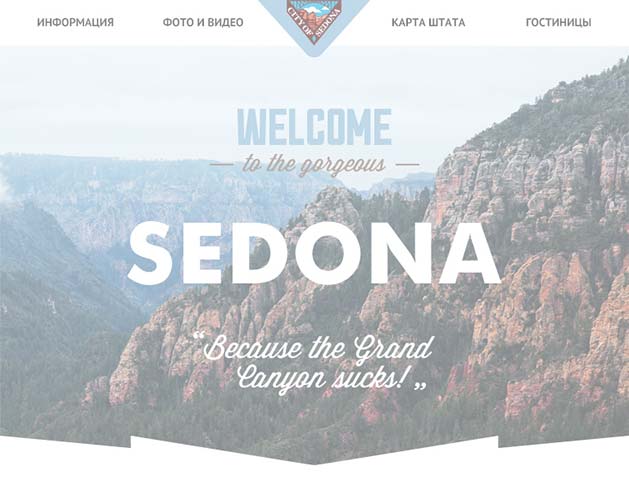 ИНФОРМАЦИЯ ФОТО И ВИДЕО КАРТА ШТАТА ГОСТИНИЦЫ
CITY OF
SEDONA
WELCOME
— to the gorgeous —
SEDONA
“Because the Grand
Canyon sucks!„